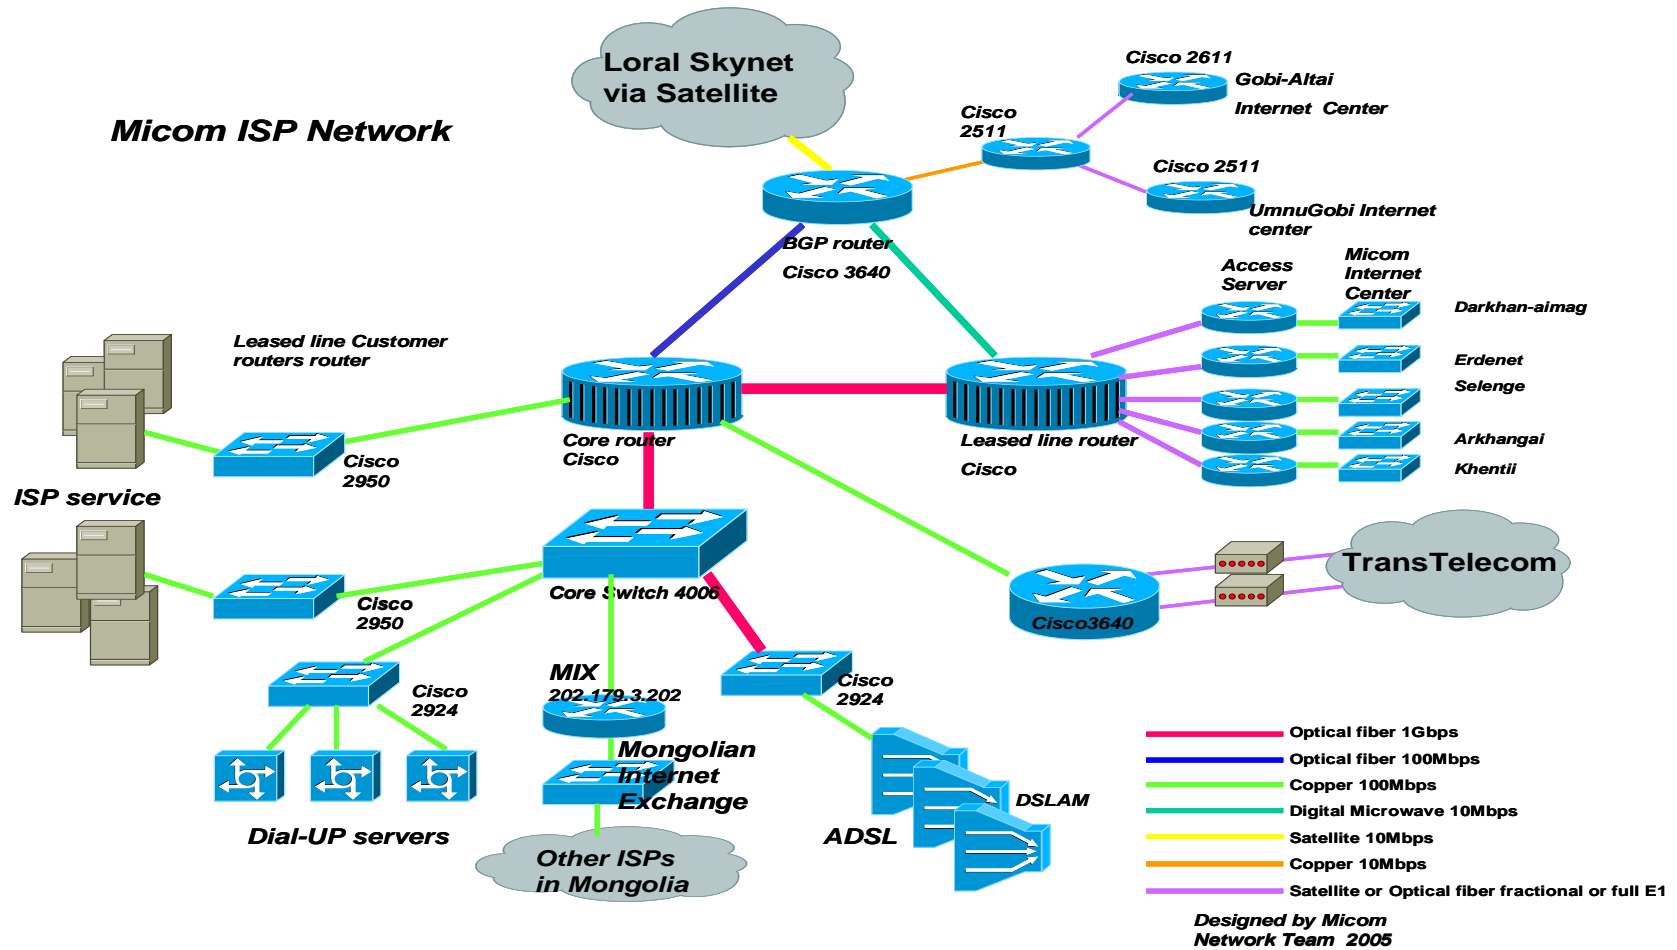 Loral Skynet
via Satellite
Micom ISP Network
Cisco 2611
Gobi-Altai
Internet Center
Cisco
2511
Cisco 2511
UmnuGobi Internet
center
BGP router
Cisco 3640
Access
Server
Micom
Internet
Center
Darkhan-aimag
Erdenet
Selenge
Arkhangai
Khentii
Leased line Customer
routers router
Core router
Cisco
Leased line router
Cisco
Cisco
2950
ISP service
Core Switch 4006
Cisco
2950
TransTelecom
Cisco3640
MIX
202.179.3.202
Cisco
2924
Cisco
2924
Mongolian
Internet
Exchange
Dial-UP servers
ADSL
DSLAM
Other ISPs
in Mongolia
Optical fiber 1Gbps
Optical fiber 100Mbps
Copper 100Mbps
Digital Microwave 10Mbps
Satellite 10Mbps
Copper 10Mbps
Satellite or Optical fiber fractional or full E1
Designed by Micom
Network Team 2005